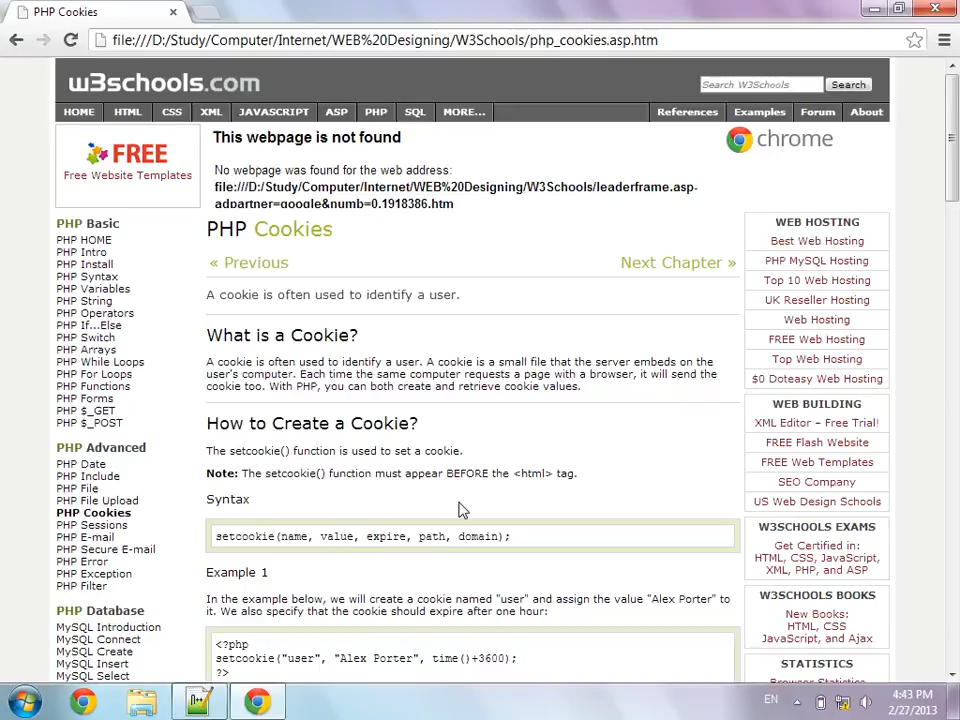 PHP Cookies
file:///D:/Study/Computer/Internet/WEB%20Designing/W3Schools/php_cookies.asp.htm
w3schools.com
Search W3Schools
Search
HOME HTML CSS XML JAVASCRIPT ASP PHP SQL MORE... References Examples Forum About
FREE
Free Website Templates
This webpage is not found
chrome
No webpage was found for the web address:
file:///D:/Study/Computer/Internet/WEB%20Designing/W3Schools/leaderframe.asp-
adpartner=google&numb=0.1918386.htm
PHP Basic
PHP HOME
PHP Intro
PHP Install
PHP Syntax
PHP Variables
PHP String
PHP Operators
PHP If...Else
PHP Switch
PHP Arrays
PHP While Loops
PHP For Loops
PHP Functions
PHP Forms
PHP $_GET
PHP $_POST
PHP Advanced
PHP Date
PHP Include
PHP File
PHP File Upload
PHP Cookies
PHP Sessions
PHP E-mail
PHP Secure E-mail
PHP Error
PHP Exception
PHP Filter
PHP Database
MySQL Introduction
MySQL Connect
MySQL Create
MySQL Insert
MySQL Select
PHP Cookies
« Previous
Next Chapter »
A cookie is often used to identify a user.
What is a Cookie?
A cookie is often used to identify a user. A cookie is a small file that the server embeds on the
user's computer. Each time the same computer requests a page with a browser, it will send the
cookie too. With PHP, you can both create and retrieve cookie values.
How to Create a Cookie?
The setcookie() function is used to set a cookie.
Note: The setcookie() function must appear BEFORE the <html> tag.
Syntax
setcookie(name, value, expire, path, domain);
Example 1
In the example below, we will create a cookie named "user" and assign the value "Alex Porter" to
it. We also specify that the cookie should expire after one hour:
<?php
setcookie("user", "Alex Porter", time()+3600);
?>
WEB HOSTING
Best Web Hosting
PHP MySQL Hosting
Top 10 Web Hosting
UK Reseller Hosting
Web Hosting
FREE Web Hosting
Top Web Hosting
$0 Doteasy Web Hosting
WEB BUILDING
XML Editor – Free Trial!
FREE Flash Website
FREE Web Templates
SEO Company
US Web Design Schools
W3SCHOOLS EXAMS
Get Certified in:
HTML, CSS, JavaScript,
XML, PHP, and ASP
W3SCHOOLS BOOKS
New Books:
HTML, CSS
JavaScript, and Ajax
STATISTICS
Browser Statistics
EN
4:43 PM
2/27/2013